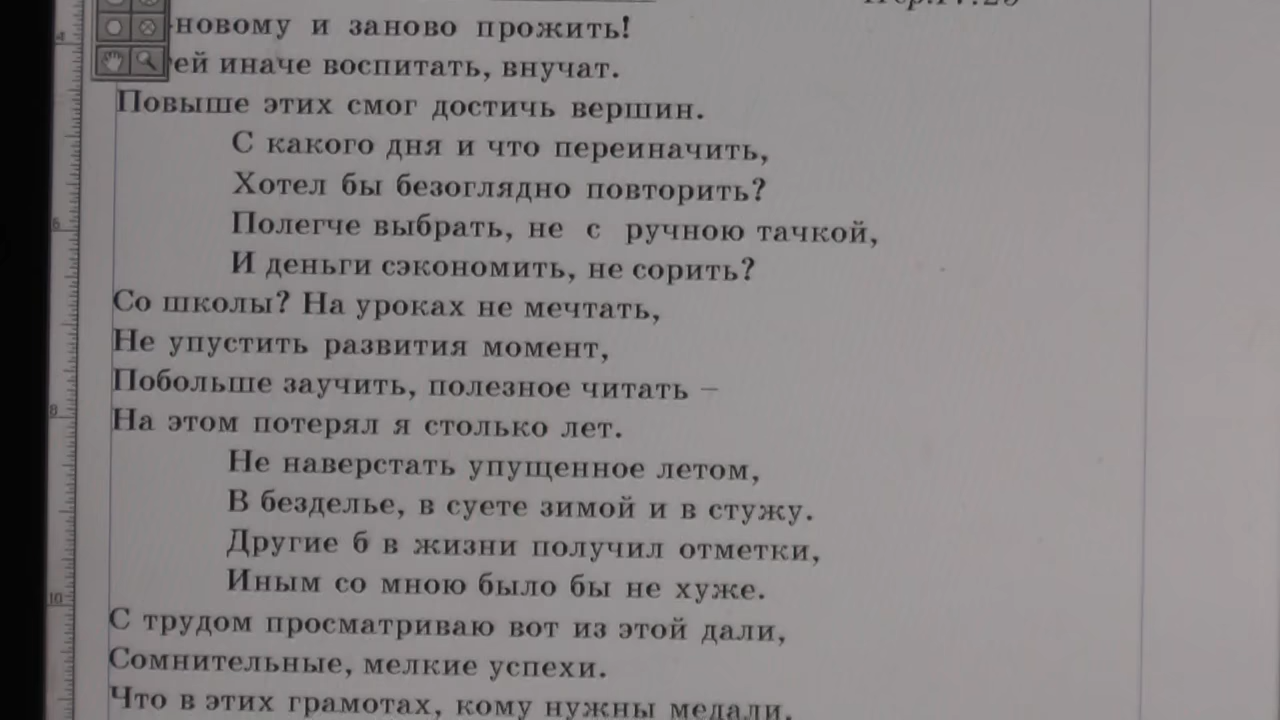 новому и заново прожить!
ей иначе воспитать, внучат.
Повыше этих смог достичь вершин.
С какого дня и что переиначить,
Хотел бы безоглядно повторить?
Полегче выбрать, не с ручною тачкой,
И деньги сэкономить, не сорить?
Со школы? На уроках не мечтать,
Не упустить развития момент,
Побольше заучить, полезное читать –
На этом потерял я столько лет.
Не наверстать упущенное летом,
В безделье, в суете зимой и в стужу.
Другие б в жизни получил отметки,
Иным со мною было бы не хуже.
С трудом просматриваю вот из этой дали,
Сомнительные, мелкие успехи.
Что в этих грамотах, кому нужны медали.
6
8
10